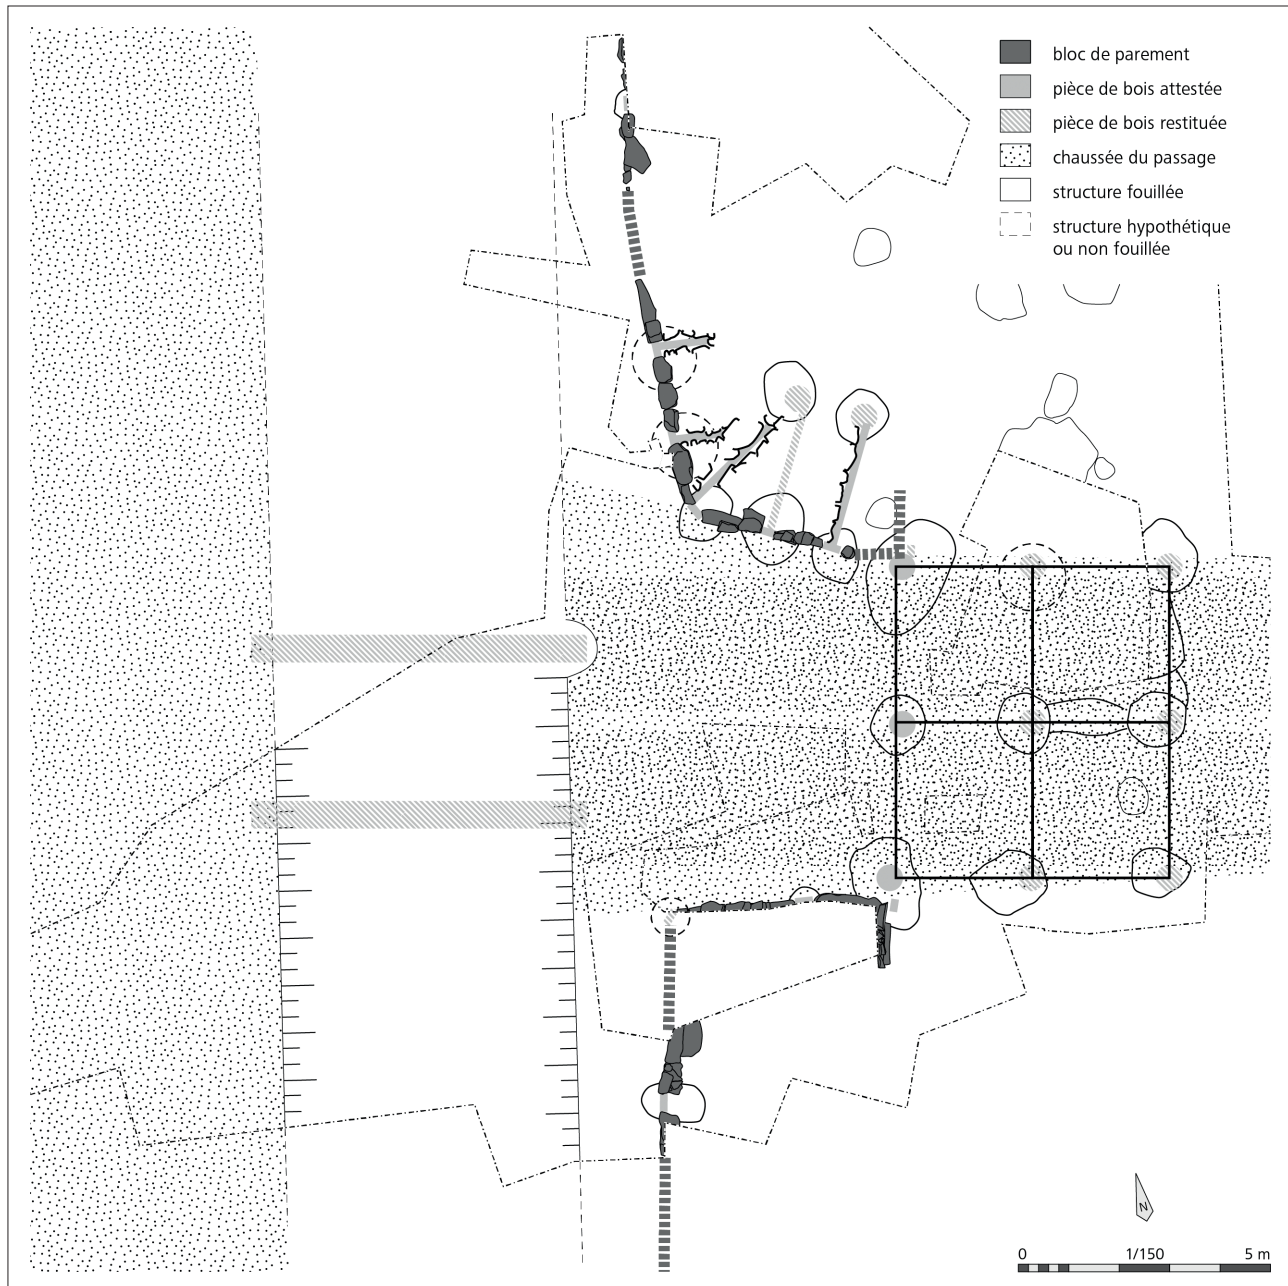 bloc de parement
pièce de bois attestée
pièce de bois restituée
chaussée du passage
structure fouillée
structure hypothétique
ou non fouillée
N
0 1/150 5 m